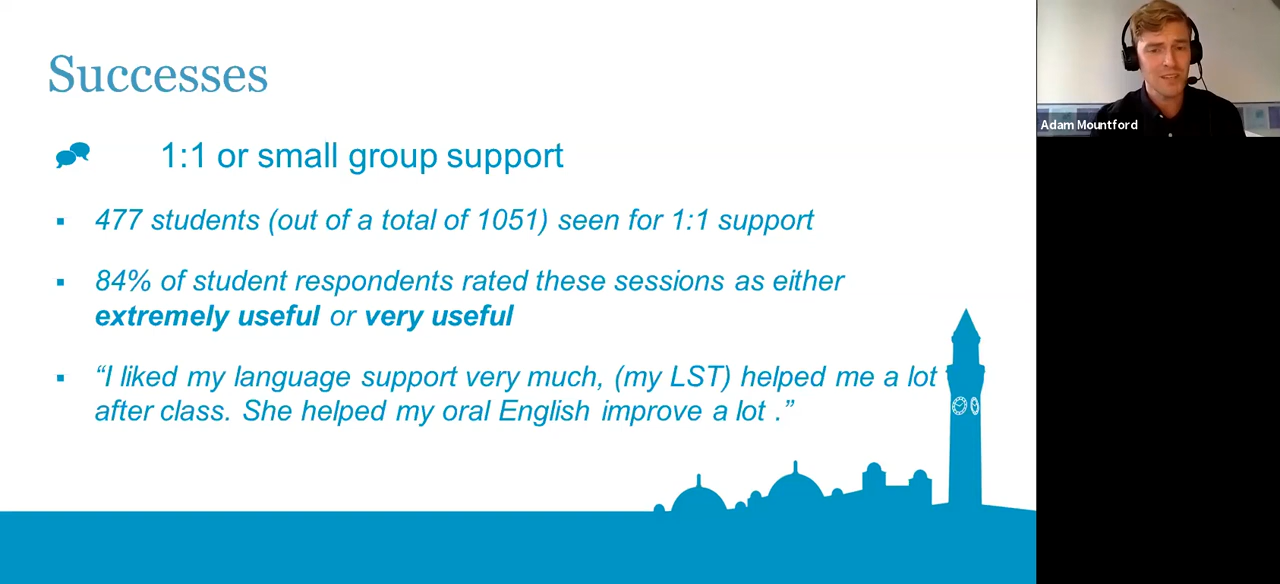 Successes
1:1 or small group support
▪ 477 students (out of a total of 1051) seen for 1:1 support
▪ 84% of student respondents rated these sessions as either
extremely useful or very useful
▪ “I liked my language support very much, (my LST) helped me a lot
after class. She helped my oral English improve a lot .”
Adam Mountford